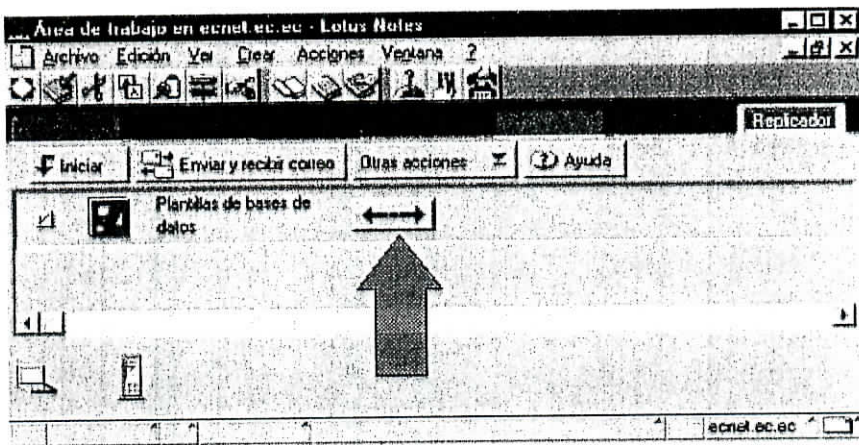 Área de trabajo en ecnet.ec.ec - Lotus Notes
Archivo Edición Ver Crear Acciones Ventana ?
Replicador
Iniciar Enviar y recibir correo Otras acciones Ayuda
Plantillas de bases de
datos
ecnet.ec.ec